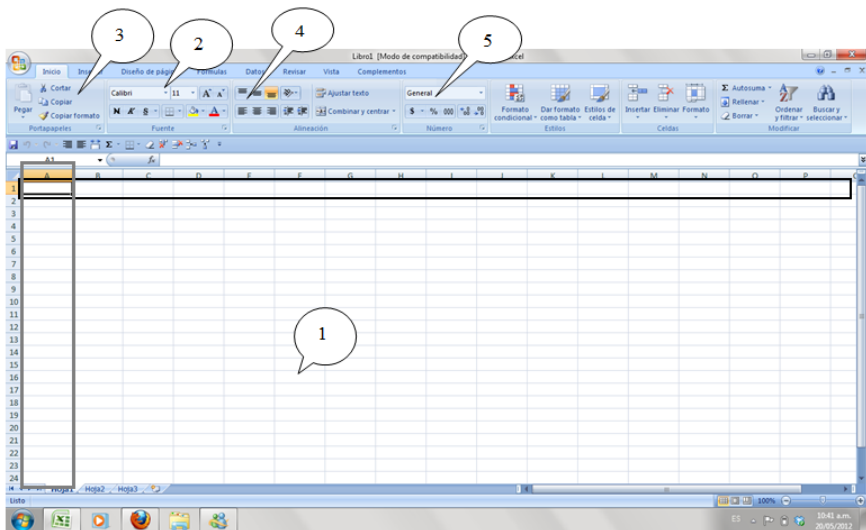 3
2
4
5
Libro1 [Modo de compatibilidad]
Inicio Diseño de página Fórmulas Datos Revisar Vista Complementos
Pegar
Cortar
Copiar
Copiar formato
Portapapeles
Calibri 11
N K S
Fuente
Ajustar texto
Combinar y centrar
Alineación
General
$ % 000
Número
Formato condicional
Dar formato como tabla
Estilos de celda
Estilos
Insertar Eliminar Formato
Celdas
Σ Autosuma
Rellenar
Borrar
Ordenar y filtrar
Buscar y seleccionar
Modificar
A1 fx
A B C D E F G H I J K L M N O P
1
2
3
4
5
6
7
8
9
10
11
12
13
1
14
15
16
17
18
19
20
21
22
23
24
Hoja1 Hoja2 Hoja3
Listo 100%
ES 10:41 a.m.
20/05/2012